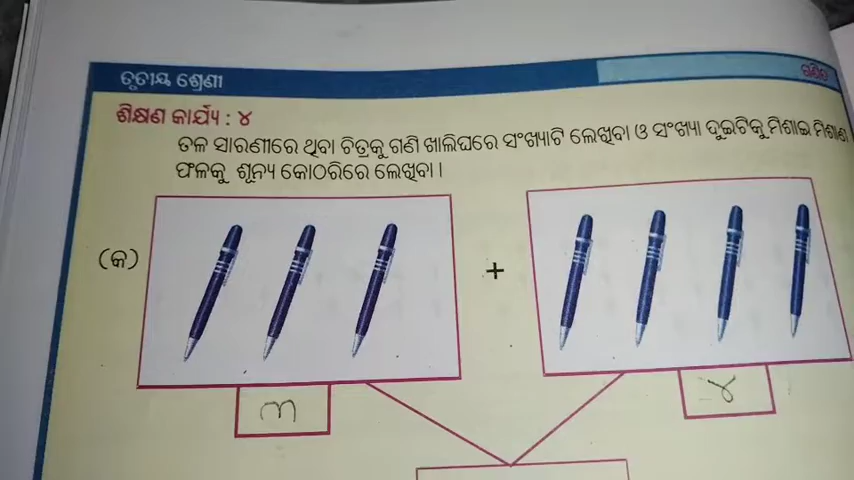 ତୃତୀୟ ଶ୍ରେଣୀ
ଗଣିତ
ଶିକ୍ଷଣ କାର୍ଯ୍ୟ : ୪
ତଳ ସାରଣୀରେ ଥିବା ଚିତ୍ରକୁ ଗଣି ଖାଲିଘରେ ସଂଖ୍ୟାଟି ଲେଖିବା ଓ ସଂଖ୍ୟା ଦୁଇଟିକୁ ମିଶାଇ ମିଶାଣ
ଫଳକୁ ଶୂନ୍ୟ କୋଠରିରେ ଲେଖିବା ।
(କ)
+
୩
୪